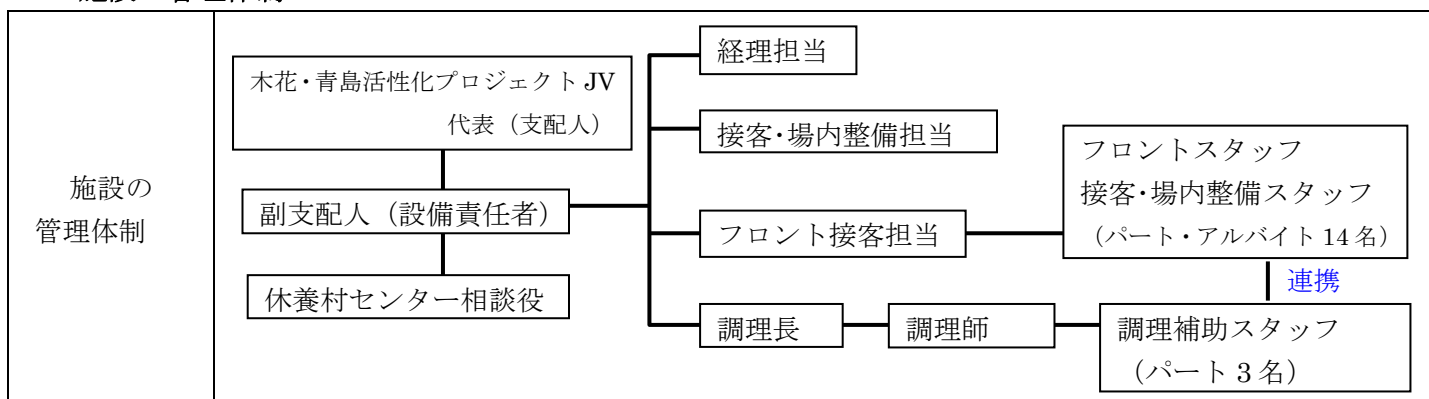 施設の
管理体制
木花・青島活性化プロジェクト JV
代表（支配人）
副支配人（設備責任者）
休養村センター相談役
経理担当
接客・場内整備担当
フロント接客担当
調理長
調理師
フロントスタッフ
接客・場内整備スタッフ
（パート・アルバイト 14 名）
連携
調理補助スタッフ
（パート 3 名）